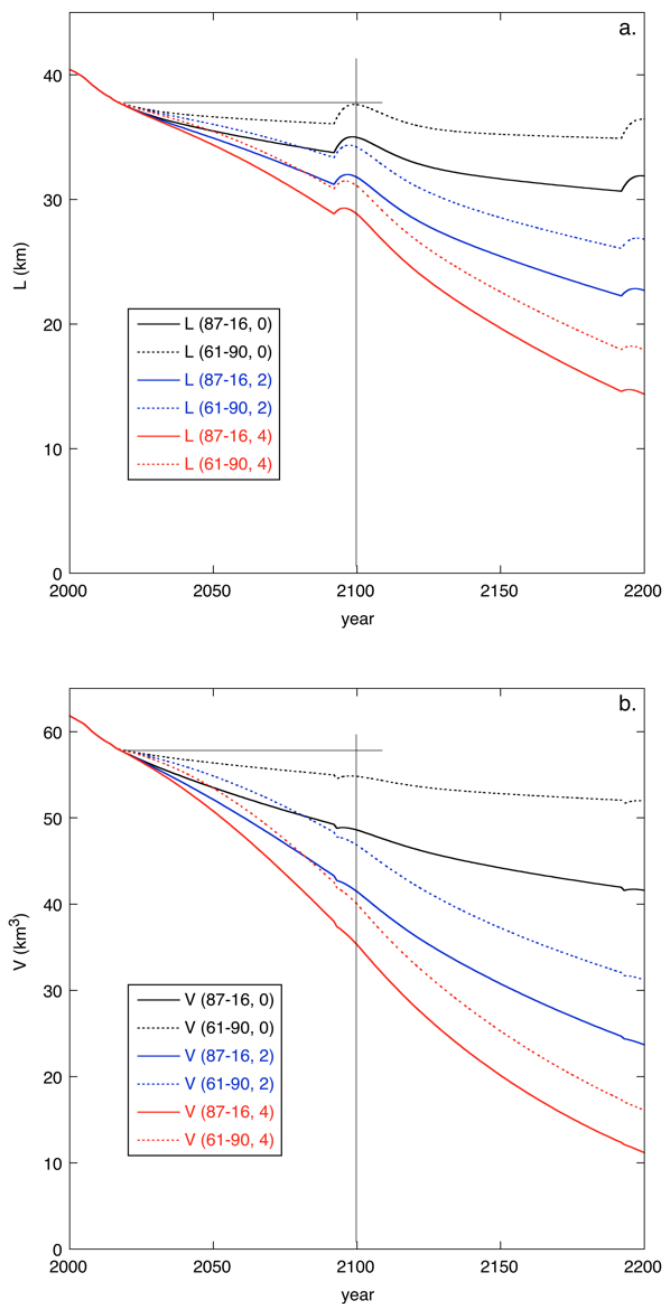 a.
40
30
20
10
0
L (km)
L (87-16, 0)
L (61-90, 0)
L (87-16, 2)
L (61-90, 2)
L (87-16, 4)
L (61-90, 4)
2000 2050 2100 2150 2200
year
b.
60
50
40
30
20
10
0
V (km³)
V (87-16, 0)
V (61-90, 0)
V (87-16, 2)
V (61-90, 2)
V (87-16, 4)
V (61-90, 4)
2000 2050 2100 2150 2200
year